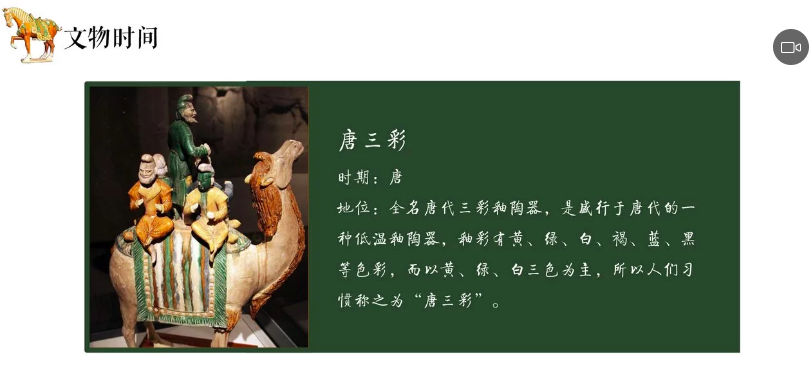 文物时间
唐三彩
时期：唐
地位：全名唐代三彩釉陶器，是盛行于唐代的一
种低温釉陶器，釉彩有黄、绿、白、褐、蓝、黑
等色彩，而以黄、绿、白三色为主，所以人们习
惯称之为“唐三彩”。